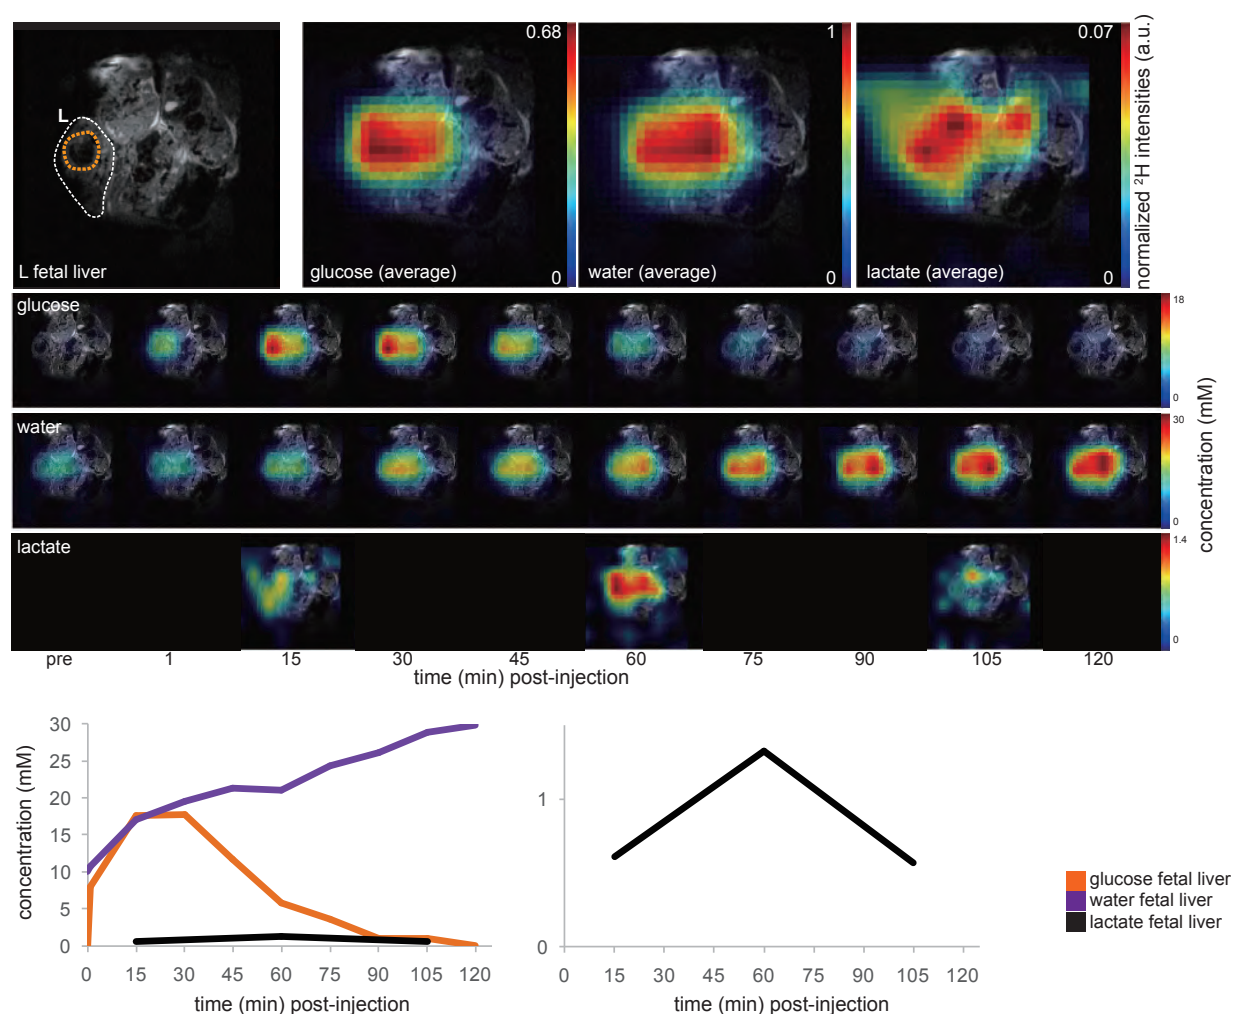 0.68
1
0.07
normalized ²H intensities (a.u.)
L
L fetal liver
glucose (average)
0
water (average)
0
lactate (average)
0
glucose
18
0
water
30
0
concentration (mM)
lactate
1.4
0
pre 1 15 30 45 60 75 90 105 120
time (min) post-injection
concentration (mM)
30
25
20
15
10
5
0
0 15 30 45 60 75 90 105 120
time (min) post-injection
1
0
0 15 30 45 60 75 90 105 120
time (min) post-injection
glucose fetal liver
water fetal liver
lactate fetal liver